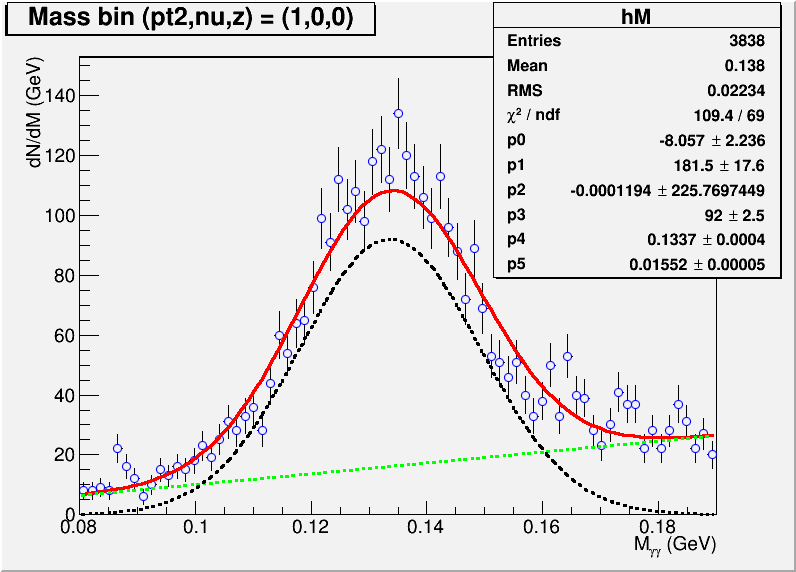 Mass bin (pt2,nu,z) = (1,0,0)
hM
Entries 3838
Mean 0.138
RMS 0.02234
χ² / ndf 109.4 / 69
p0 -8.057 ± 2.236
p1 181.5 ± 17.6
p2 -0.0001194 ± 225.7697449
p3 92 ± 2.5
p4 0.1337 ± 0.0004
p5 0.01552 ± 0.00005
dN/dM (GeV)
140
120
100
80
60
40
20
0
0.08 0.1 0.12 0.14 0.16 0.18
Mγγ (GeV)